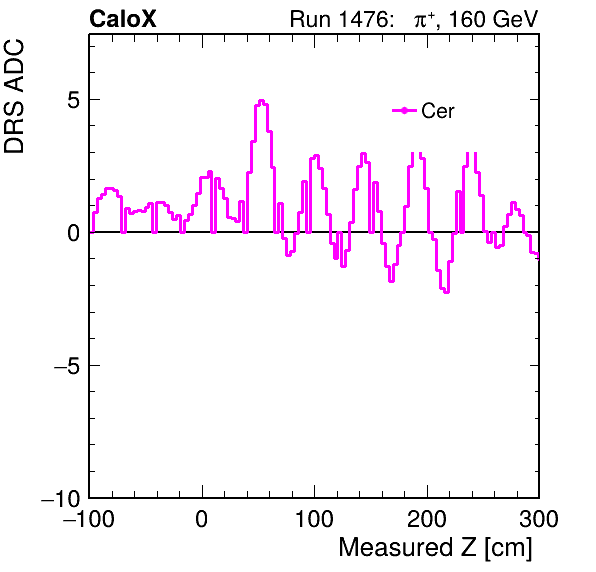 CaloX Run 1476: π⁺, 160 GeV
DRS ADC
Cer
5
0
−5
−10
−100 0 100 200 300
Measured Z [cm]